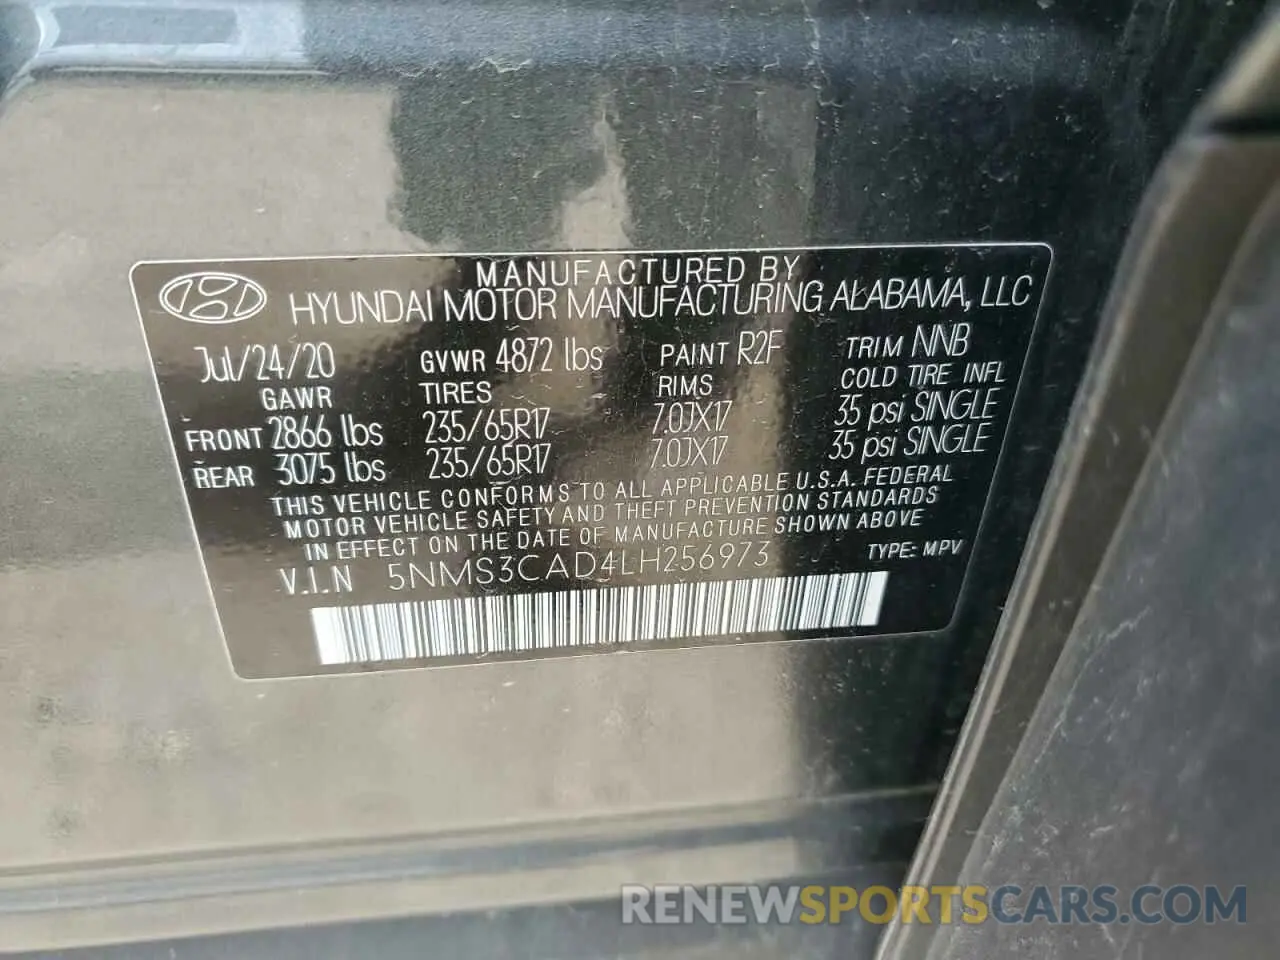 MANUFACTURED BY
HYUNDAI MOTOR MANUFACTURING ALABAMA, LLC
Jul/24/20 GVWR 4872 lbs PAINT R2F TRIM NNB
GAWR TIRES RIMS COLD TIRE INFL
FRONT 2866 lbs 235/65R17 7.0JX17 35 psi SINGLE
REAR 3075 lbs 235/65R17 7.0JX17 35 psi SINGLE
THIS VEHICLE CONFORMS TO ALL APPLICABLE U.S.A. FEDERAL
MOTOR VEHICLE SAFETY AND THEFT PREVENTION STANDARDS
IN EFFECT ON THE DATE OF MANUFACTURE SHOWN ABOVE
V.I.N 5NMS3CAD4LH256973 TYPE: MPV
RENEWSPORTSCARS.COM